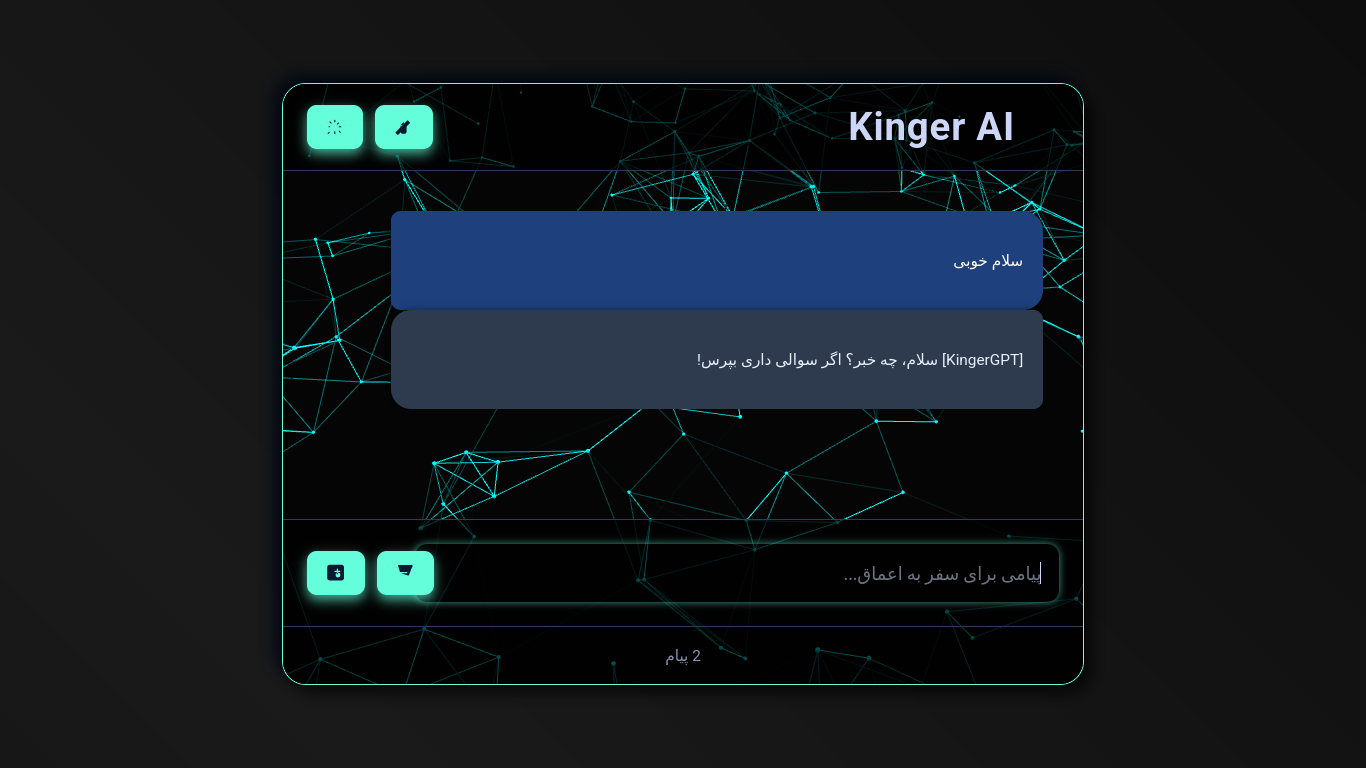 Kinger AI
سلام خوبی
[KingerGPT] سلام، چه خبر؟ اگر سوالی داری بپرس!
پیامی برای سفر به اعماق...
2 پیام